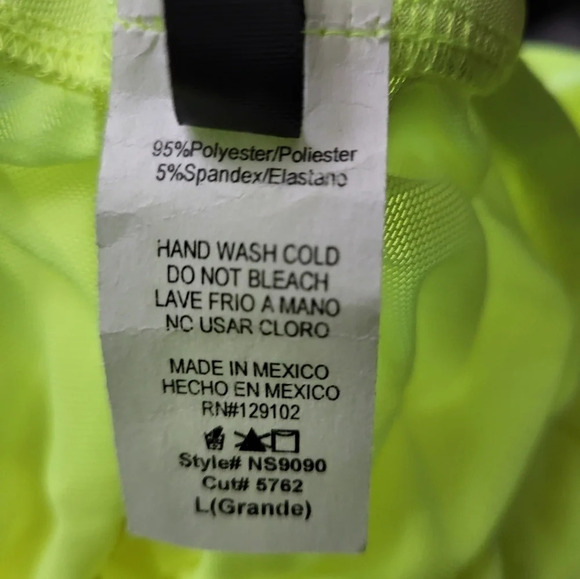 95%Polyester/Poliester
5%Spandex/Elastano
HAND WASH COLD
DO NOT BLEACH
LAVE FRIO A MANO
NO USAR CLORO
MADE IN MEXICO
HECHO EN MEXICO
RN#129102
Style# NS9090
Cut# 5762
L(Grande)